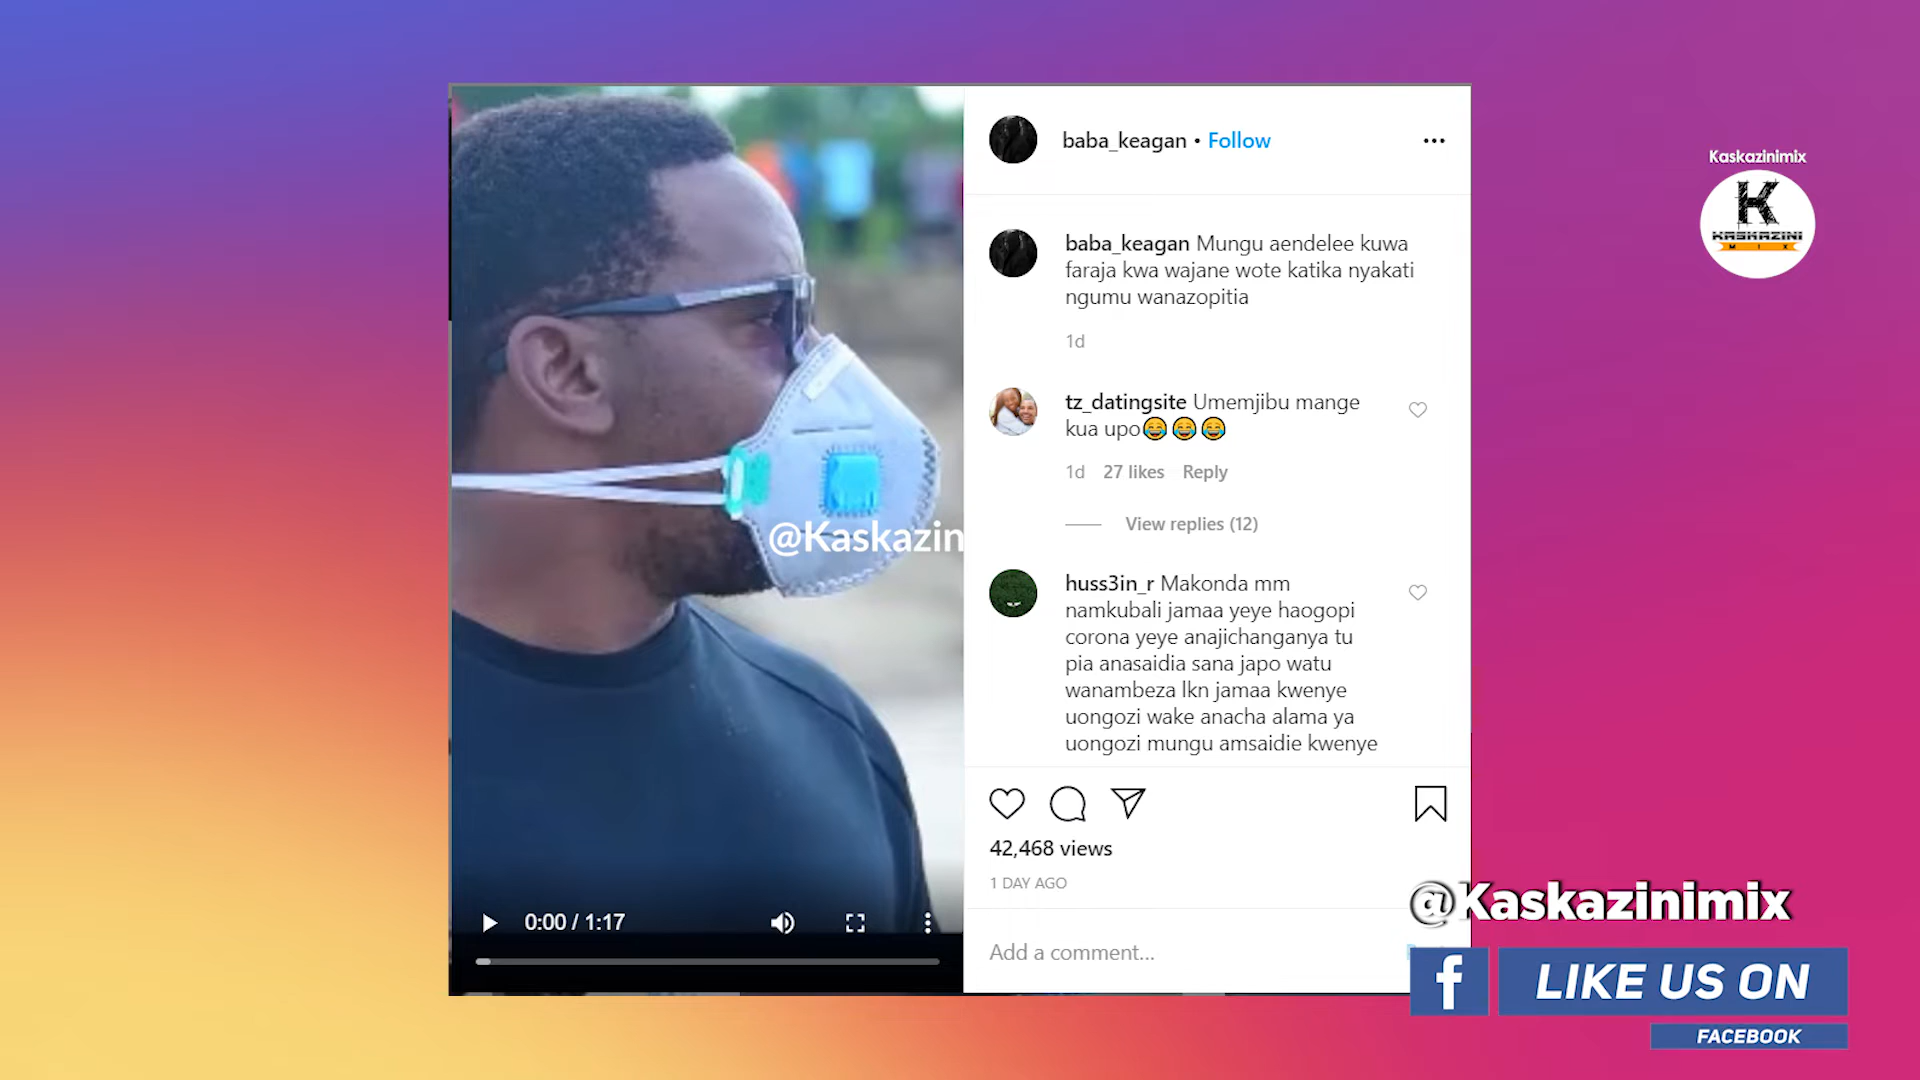 Kaskazinimix
K
KASKAZINI
MIX
baba_keagan • Follow
baba_keagan Mungu aendelee kuwa
faraja kwa wajane wote katika nyakati
ngumu wanazopitia
1d
tz_datingsite Umemjibu mange
kua upo😂😂😂
1d 27 likes Reply
View replies (12)
huss3in_r Makonda mm
namkubali jamaa yeye haogopi
corona yeye anajichanganya tu
pia anasaidia sana japo watu
wanambeza lkn jamaa kwenye
uongozi wake anacha alama ya
uongozi mungu amsaidie kwenye
42,468 views
1 DAY AGO
Add a comment...
@Kaskazin
0:00 / 1:17
@Kaskazinimix
f LIKE US ON
FACEBOOK